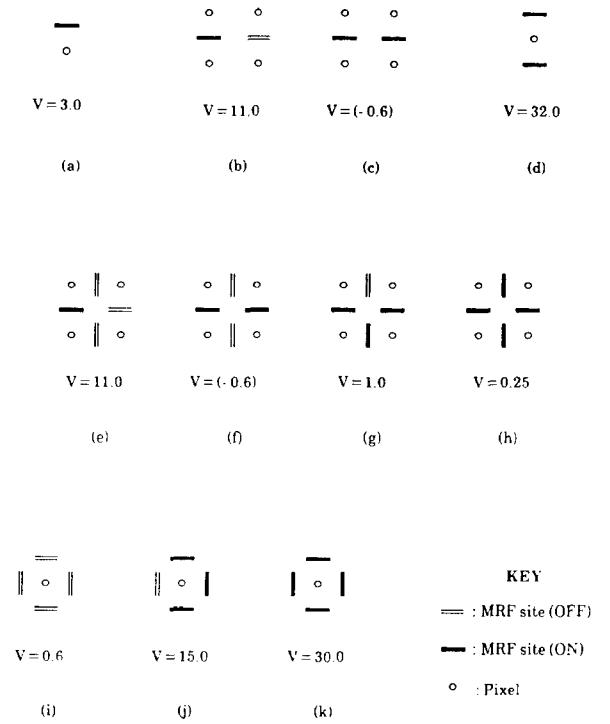 V = 3.0
V = 11.0
V = (- 0.6)
V = 32.0
(a)
(b)
(c)
(d)
V = 11.0
V = (- 0.6)
V = 1.0
V = 0.25
(e)
(f)
(g)
(h)
KEY
: MRF site (OFF)
V = 0.6
V = 15.0
V = 30.0
: MRF site (ON)
: Pixel
(i)
(j)
(k)